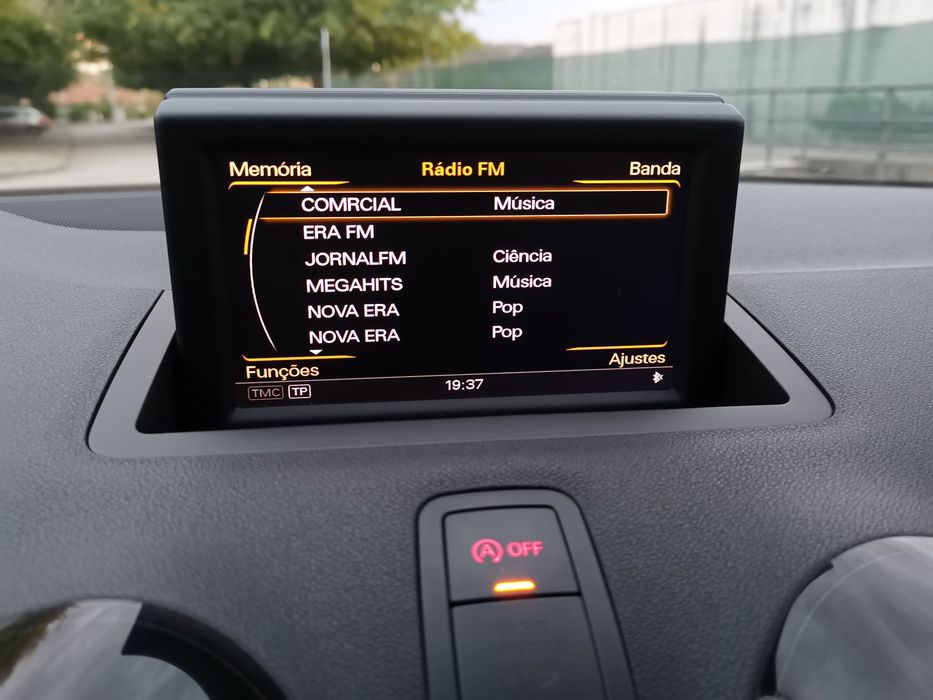 Memória Rádio FM Banda
COMRCIAL Música
ERA FM
JORNALFM Ciência
MEGAHITS Música
NOVA ERA Pop
NOVA ERA Pop
Funções Ajustes
TMC TP 19:37
A OFF